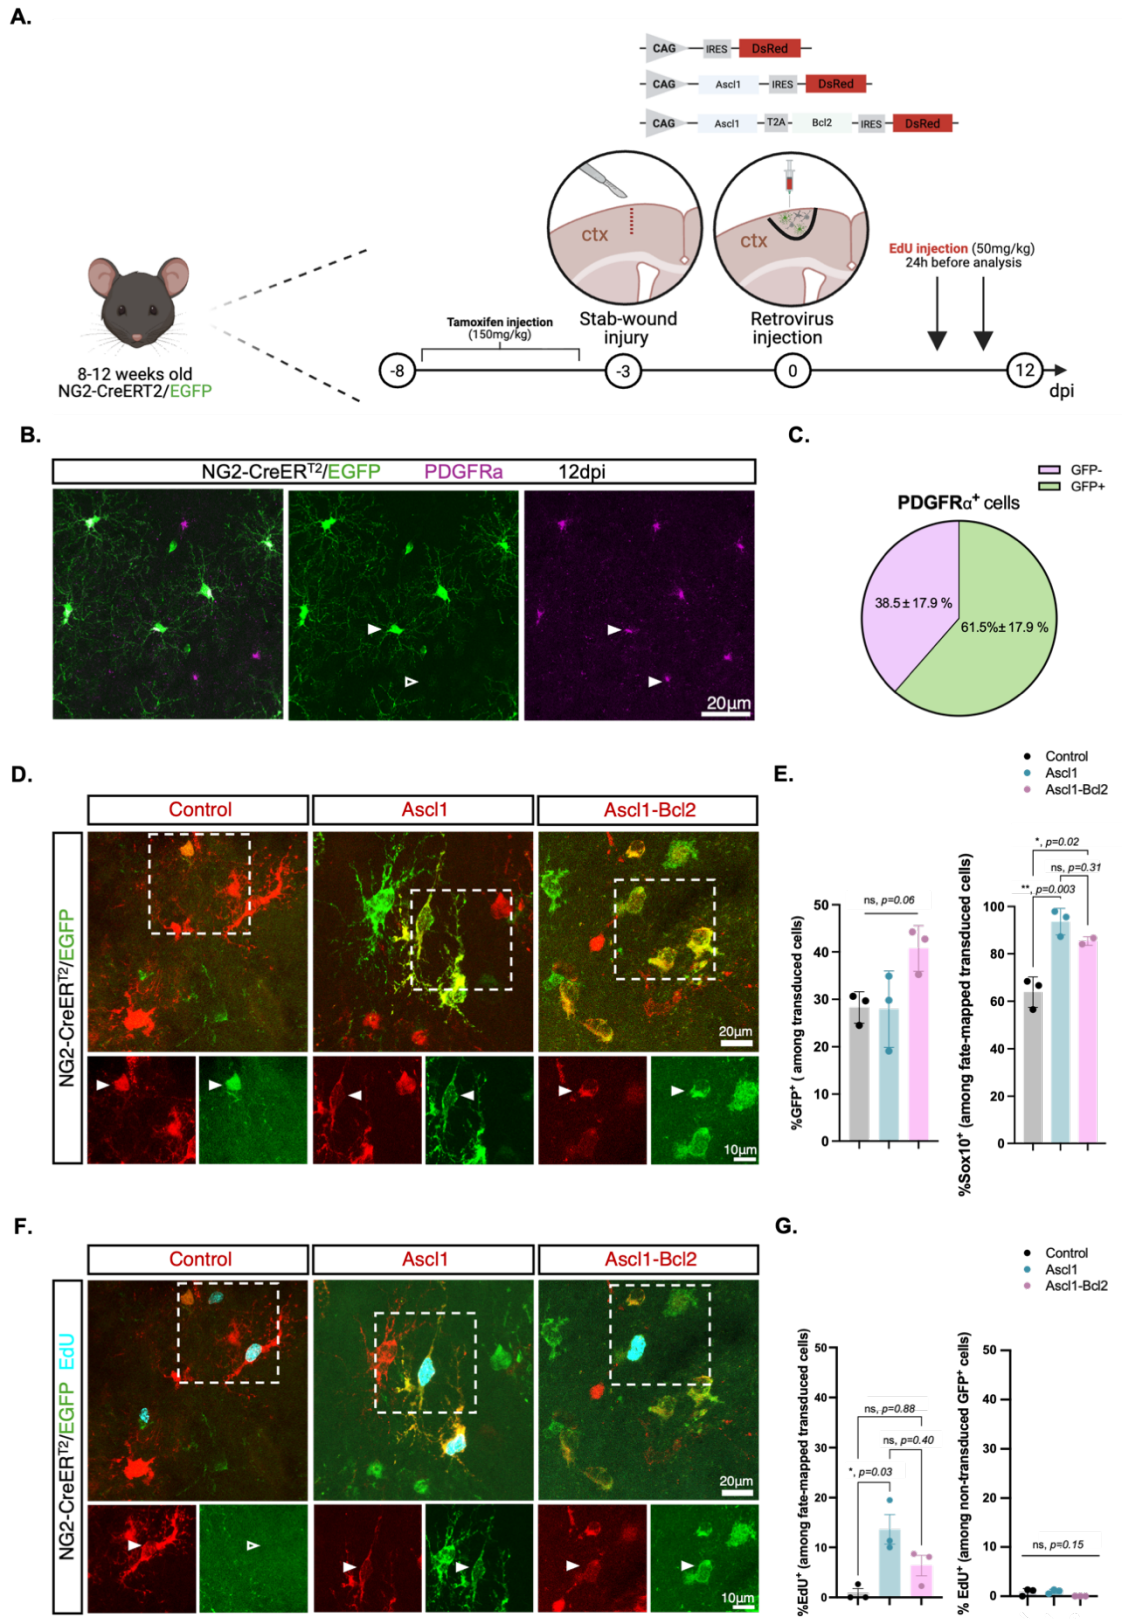 A.
CAG IRES DsRed
CAG Ascl1 IRES DsRed
CAG Ascl1 T2A Bcl2 IRES DsRed
ctx
ctx
EdU injection (50mg/kg)
24h before analysis
Tamoxifen injection
(150mg/kg)
Stab-wound
injury
Retrovirus
injection
8-12 weeks old
NG2-CreERT2/EGFP
-8
-3
0
12
dpi
B.
NG2-CreERT2/EGFP PDGFRa 12dpi
20µm
C.
GFP-
GFP+
PDGFRα+ cells
38.5 ± 17.9 %
61.5%± 17.9 %
D.
Control
Ascl1
Ascl1-Bcl2
NG2-CreERT2/EGFP
20µm
10µm
E.
Control
Ascl1
Ascl1-Bcl2
%GFP+ ( among transduced cells)
50
40
30
20
10
0
ns, p=0.06
%Sox10+ (among fate-mapped transduced cells)
100
80
60
40
20
0
*, p=0.02
ns, p=0.31
**, p=0.003
F.
Control
Ascl1
Ascl1-Bcl2
NG2-CreERT2/EGFP EdU
20µm
10µm
G.
Control
Ascl1
Ascl1-Bcl2
%EdU+ (among fate-mapped transduced cells)
50
40
30
20
10
0
ns, p=0.88
ns, p=0.40
*, p=0.03
% EdU+ (among non-transduced GFP+ cells)
50
40
30
20
10
0
ns, p=0.15